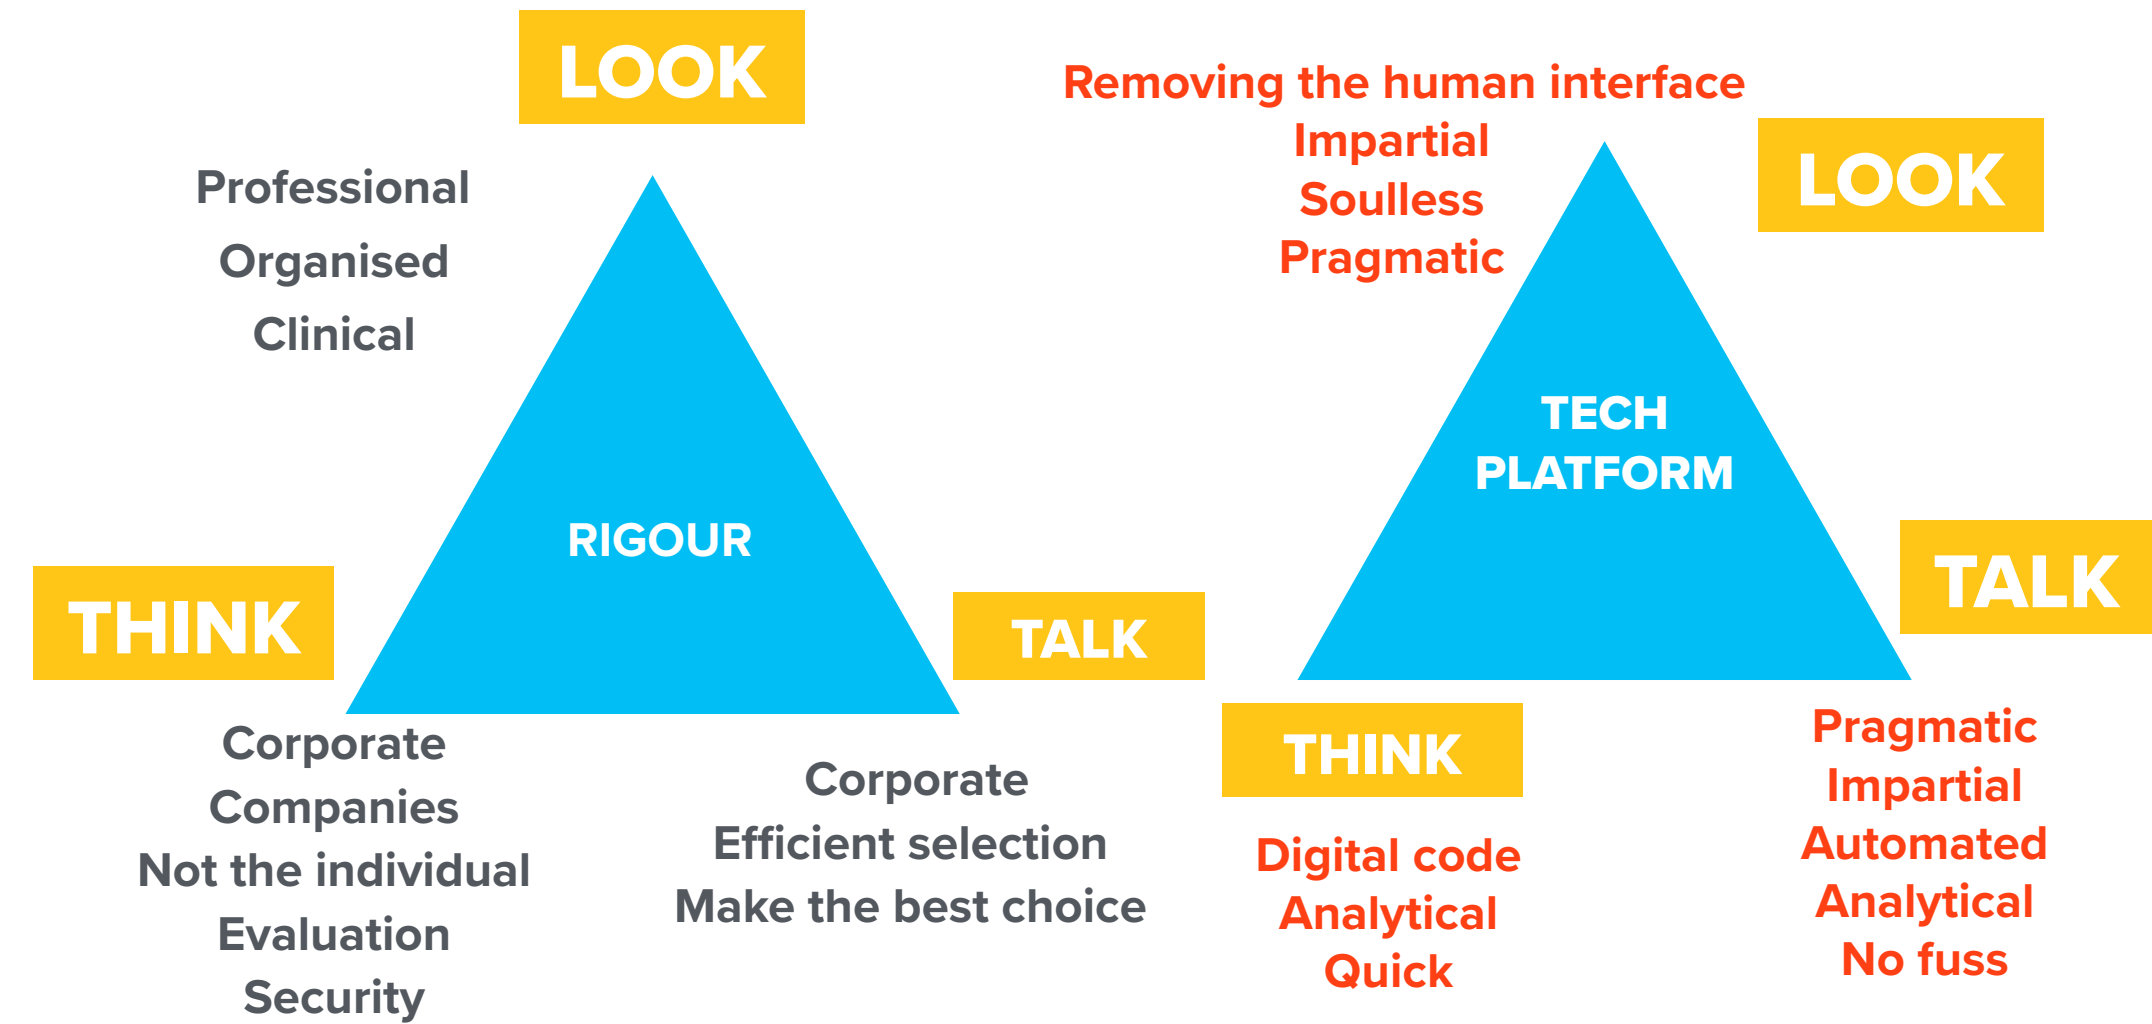 LOOK
Professional
Organised
Clinical
RIGOUR
THINK
Corporate
Companies
Not the individual
Evaluation
Security
TALK
Corporate
Efficient selection
Make the best choice
Removing the human interface
Impartial
Soulless
Pragmatic
LOOK
TECH
PLATFORM
THINK
Digital code
Analytical
Quick
TALK
Pragmatic
Impartial
Automated
Analytical
No fuss